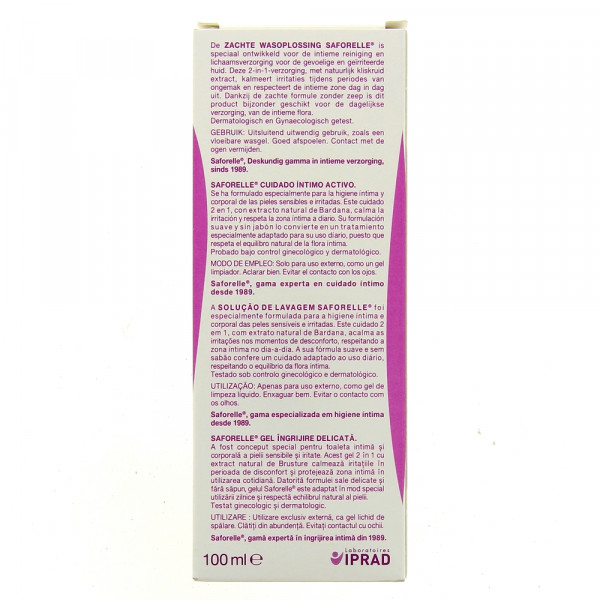 De ZACHTE WASOPLOSSING SAFORELLE® is
speciaal ontwikkeld voor de intieme reiniging en
lichaamsverzorging voor de gevoelige en geïrriteerde
huid. Deze 2-in-1-verzorging, met natuurlijk kliskruid
extract, kalmeert irritaties tijdens periodes van
ongemak en respecteert de intieme zone dag in dag
uit. Dankzij de zachte formule zonder zeep is dit
product bijzonder geschikt voor de dagelijkse
verzorging, van de intieme flora.
Dermatologisch en Gynaecologisch getest.
GEBRUIK: Uitsluitend uitwendig gebruik, zoals een
vloeibare wasgel. Goed afspoelen. Contact met de
ogen vermijden.
Saforelle®, Deskundig gamma in intieme verzorging,
sinds 1989.
SAFORELLE® CUIDADO ÍNTIMO ACTIVO.
Se ha formulado especialmente para la higiene intima y
corporal de las pieles sensibles e irritadas. Este cuidado
2 en 1, con extracto natural de Bardana, calma la
irritación y respeta la zona intima a diario. Su formulación
suave y sin jabón lo convierte en un tratamiento
especialmente adaptado para su uso diario, puesto que
respeta el equilibro natural de la flora intima.
Probado bajo control ginecológico y dermatológico.
MODO DE EMPLEO: Solo para uso externo, como un gel
limpiador. Aclarar bien. Evitar el contacto con los ojos.
Saforelle®, gama experta en cuidado íntimo
desde 1989.
A SOLUÇÃO DE LAVAGEM SAFORELLE® foi
especialmente formulada para a higiene intima e
corporal das peles sensíveis e irritadas. Este cuidado 2
em 1, com extrato natural de Bardana, acalma as
irritações nos momentos de desconforto, respeitando a
zona intima no dia-a-dia. A sua fórmula suave e sem
sabão confere um cuidado adaptado ao uso diário,
respeitando o equilíbrio da flora íntima.
Testado sob controlo ginecológico e dermatológico.
UTILIZAÇÃO: Apenas para uso externo, como gel de
limpeza líquido. Enxaguar bem. Evitar o contacto com
os olhos.
Saforelle®, gama especializada em higiene intima
desde 1989.
SAFORELLE® GEL ÎNGRIJIRE DELICATĂ.
A fost conceput special pentru toaleta intimă și
corporală a pielii sensibile și iritate. Acest gel 2 în 1 cu
extract natural de Brusture calmează iritațiile în
perioada de disconfort și protejează zona intimă în
utilizarea cotidiană. Datorită formulei sale delicate și
fără săpun, gelul Saforelle® este adaptat în mod special
utilizării zilnice și respectă echilibrul natural al pielii.
Testat ginecologic și dermatologic.
UTILIZARE : Utilizare exclusiv externă, ca gel lichid de
spălare. Clătiți din abundență. Evitați contactul cu ochii.
Saforelle®, gamă expertă în îngrijirea intimă din 1989.
100 ml ℮
Laboratoires
IPRAD